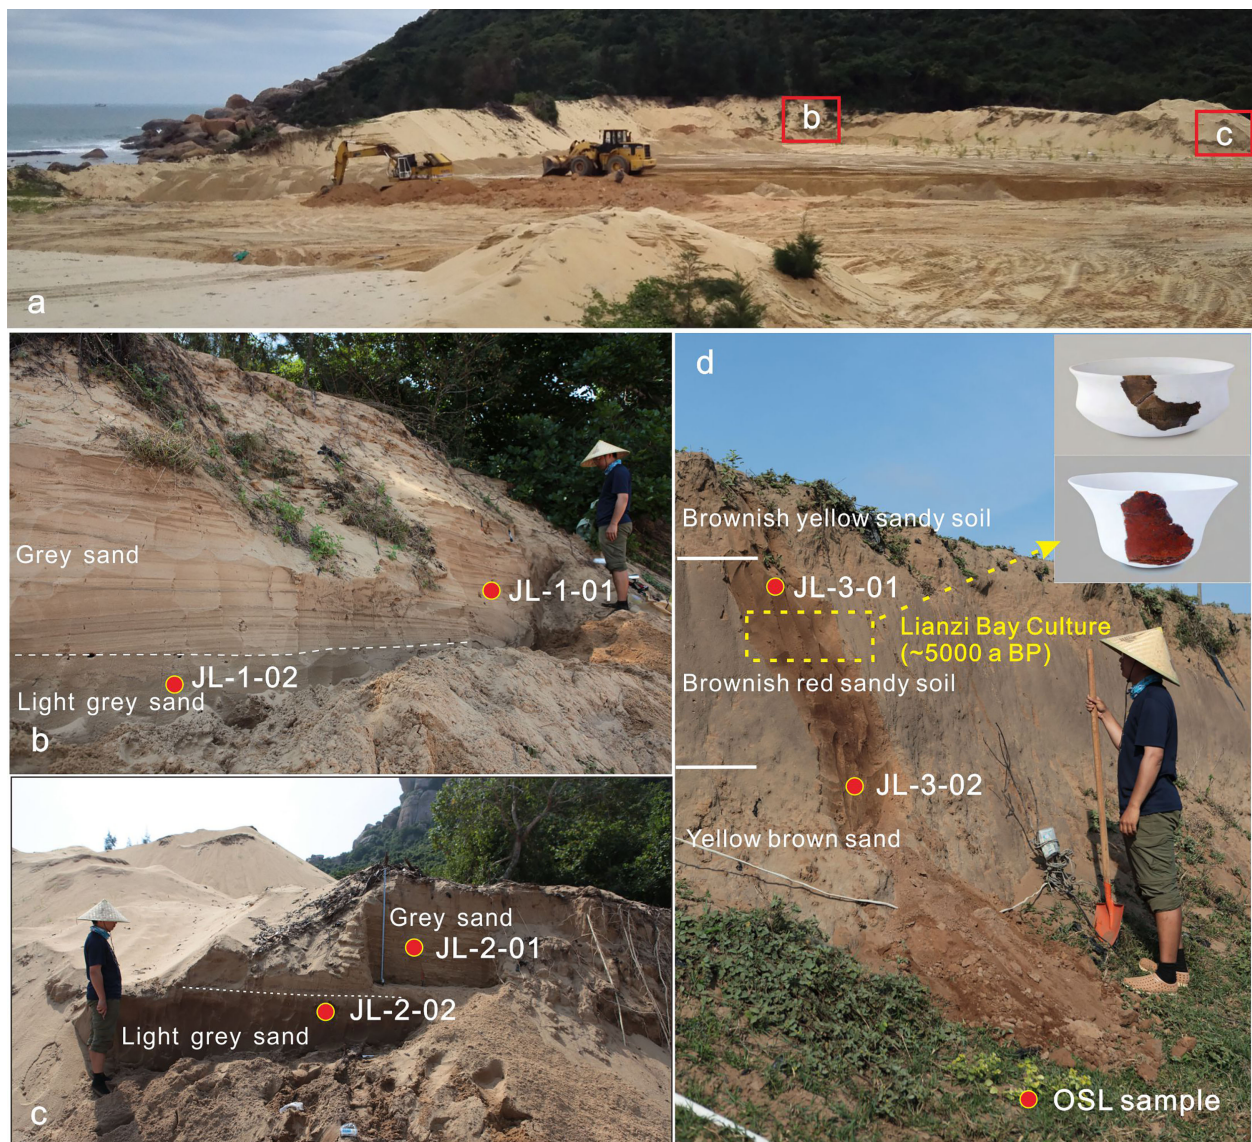 b
c
a
Grey sand
JL-1-01
JL-1-02
Light grey sand
b
Grey sand
JL-2-01
JL-2-02
Light grey sand
c
d
Brownish yellow sandy soil
JL-3-01
Lianzi Bay Culture
(~5000 a BP)
Brownish red sandy soil
JL-3-02
Yellow brown sand
OSL sample